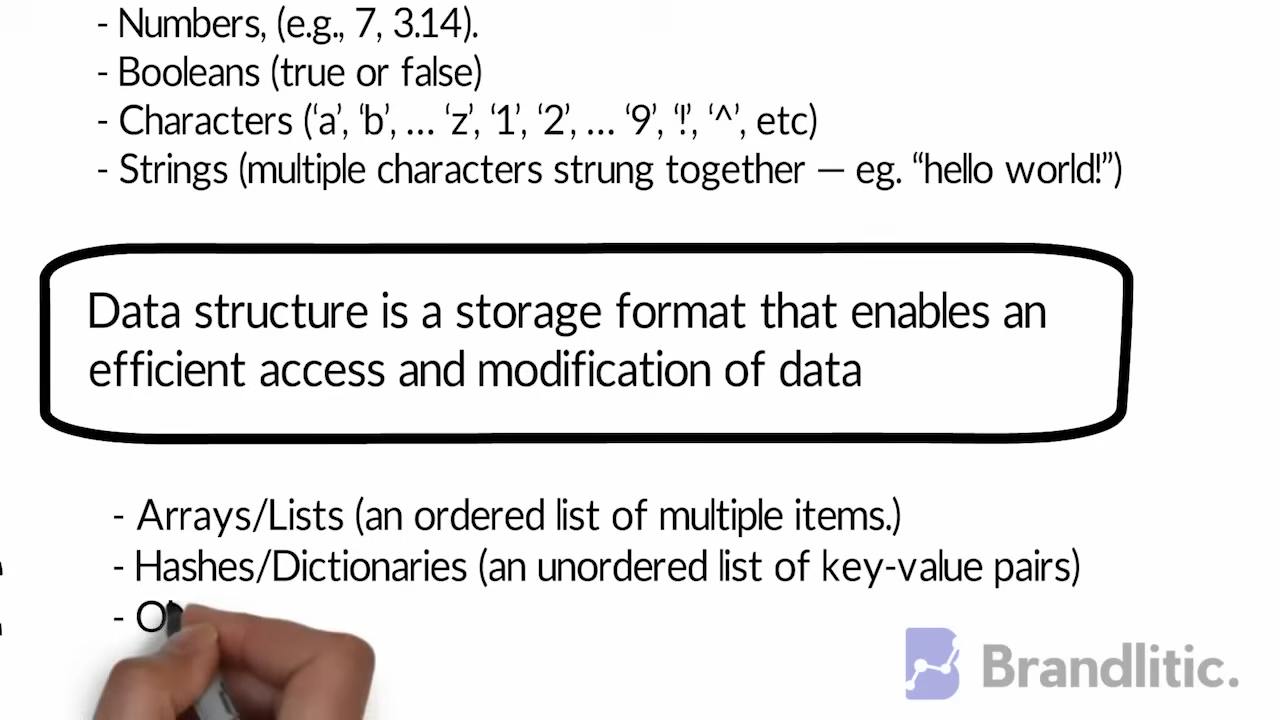 - Numbers, (e.g., 7, 3.14).
- Booleans (true or false)
- Characters (‘a’, ‘b’, ... ‘z’, ‘1’, ‘2’, ... ‘9’, ‘!’, ‘^’, etc)
- Strings (multiple characters strung together – eg. “hello world!”)
Data structure is a storage format that enables an
efficient access and modification of data
- Arrays/Lists (an ordered list of multiple items.)
- Hashes/Dictionaries (an unordered list of key-value pairs)
- O
Brandlitic.